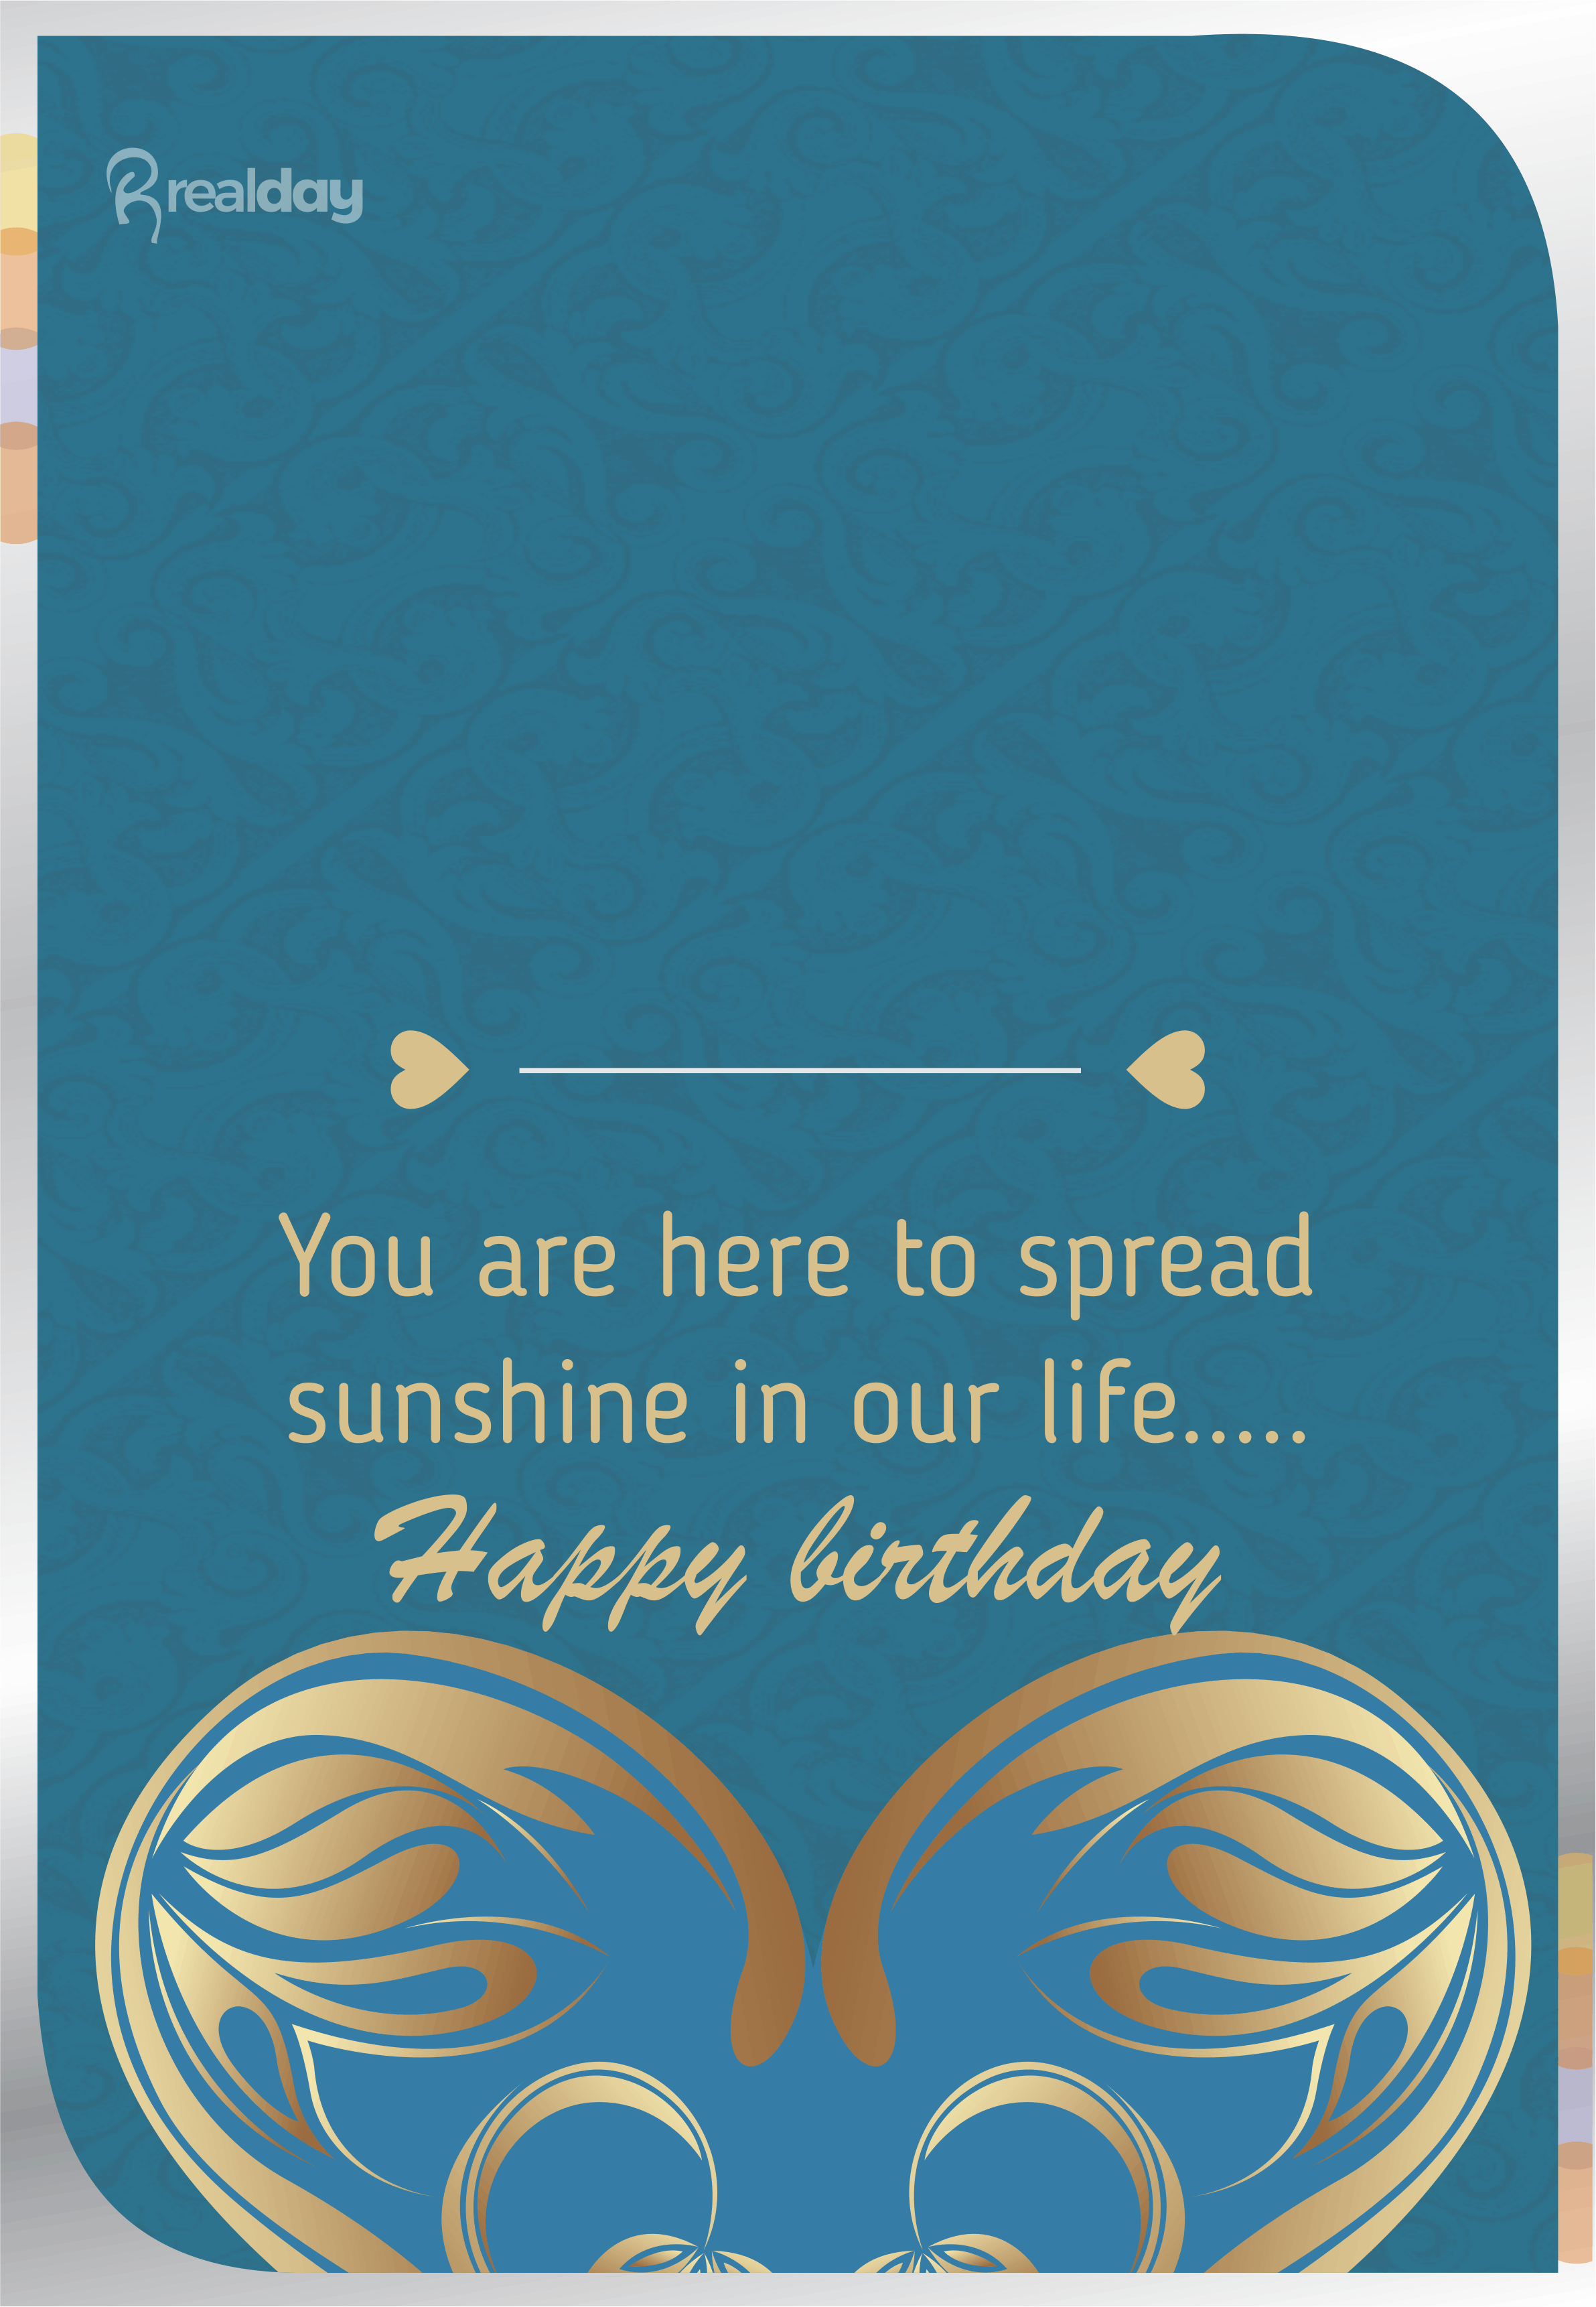 realday
You are here to spread
sunshine in our life.....
Happy birthday